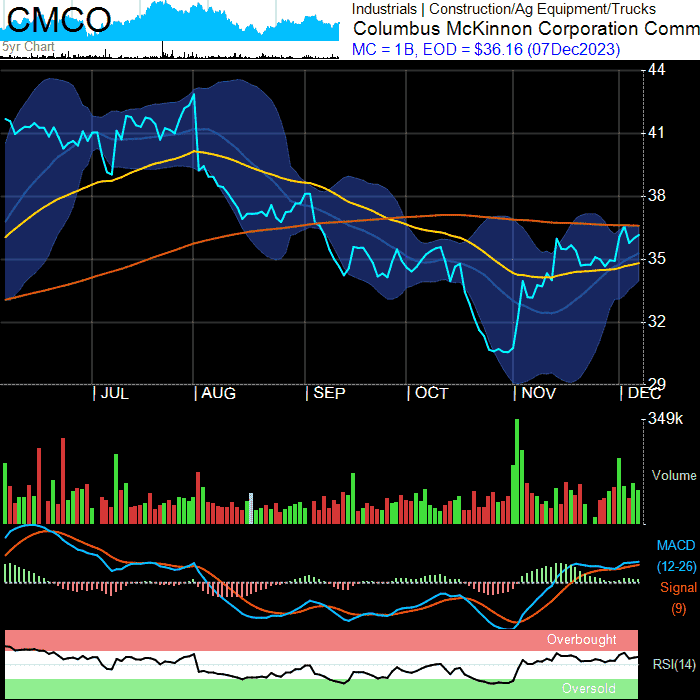 CMCO
5yr Chart
Industrials | Construction/Ag Equipment/Trucks
Columbus McKinnon Corporation Comm
MC = 1B, EOD = $36.16 (07Dec2023)
44
41
38
35
32
29
| JUL | AUG | SEP | OCT | NOV | DEC
349k
Volume
MACD
(12-26)
Signal
(9)
Overbought
RSI(14)
Oversold